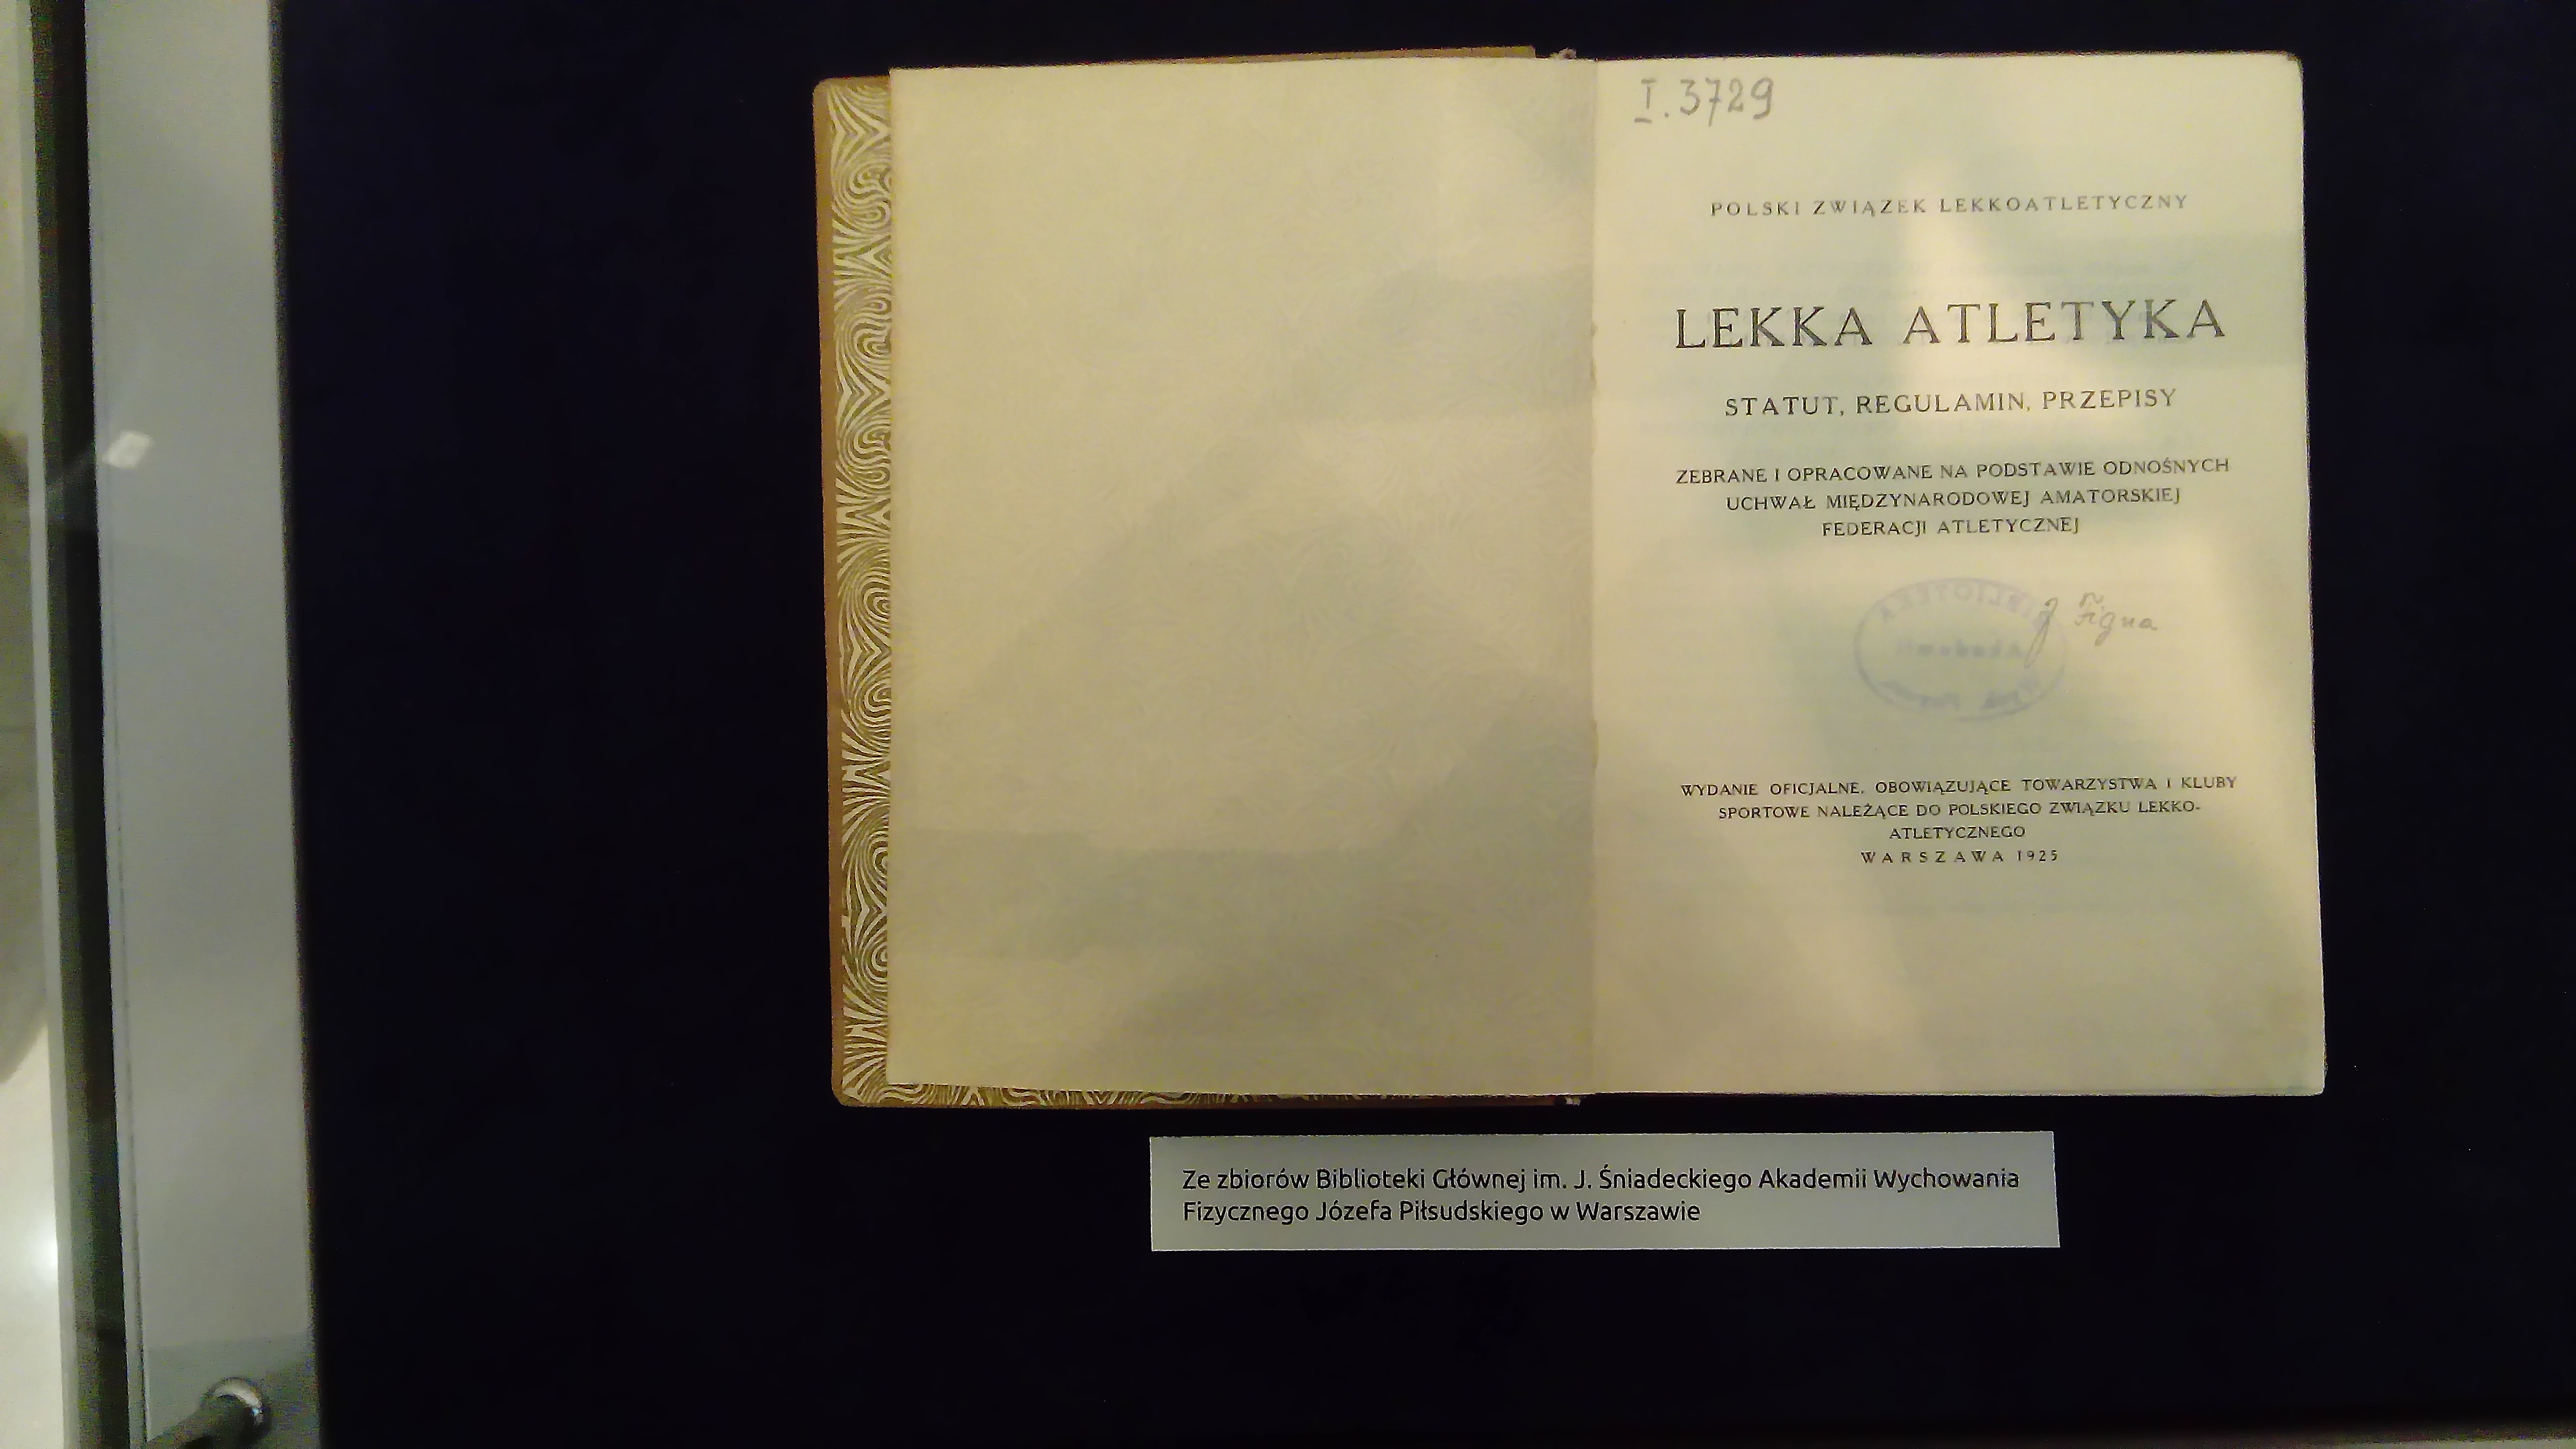 I. 3729
POLSKI ZWIĄZEK LEKKOATLETYCZNY
LEKKA ATLETYKA
STATUT, REGULAMIN, PRZEPISY
ZEBRANE I OPRACOWANE NA PODSTAWIE ODNOŚNYCH
UCHWAŁ MIĘDZYNARODOWEJ AMATORSKIEJ
FEDERACJI ATLETYCZNEJ
BIBLIOTEKA
Akademii
WYDANIE OFICJALNE, OBOWIĄZUJĄCE TOWARZYSTWA I KLUBY
SPORTOWE NALEŻĄCE DO POLSKIEGO ZWIĄZKU LEKKO-
ATLETYCZNEGO
WARSZAWA 1925
Ze zbiorów Biblioteki Głównej im. J. Śniadeckiego Akademii Wychowania
Fizycznego Józefa Piłsudskiego w Warszawie